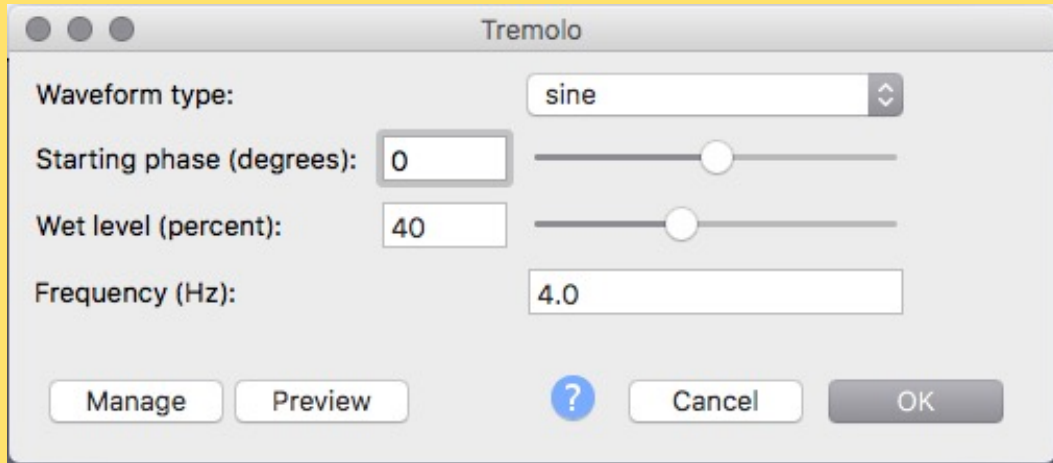 Tremolo
Waveform type: sine
Starting phase (degrees): 0
Wet level (percent): 40
Frequency (Hz): 4.0
Manage Preview ? Cancel OK